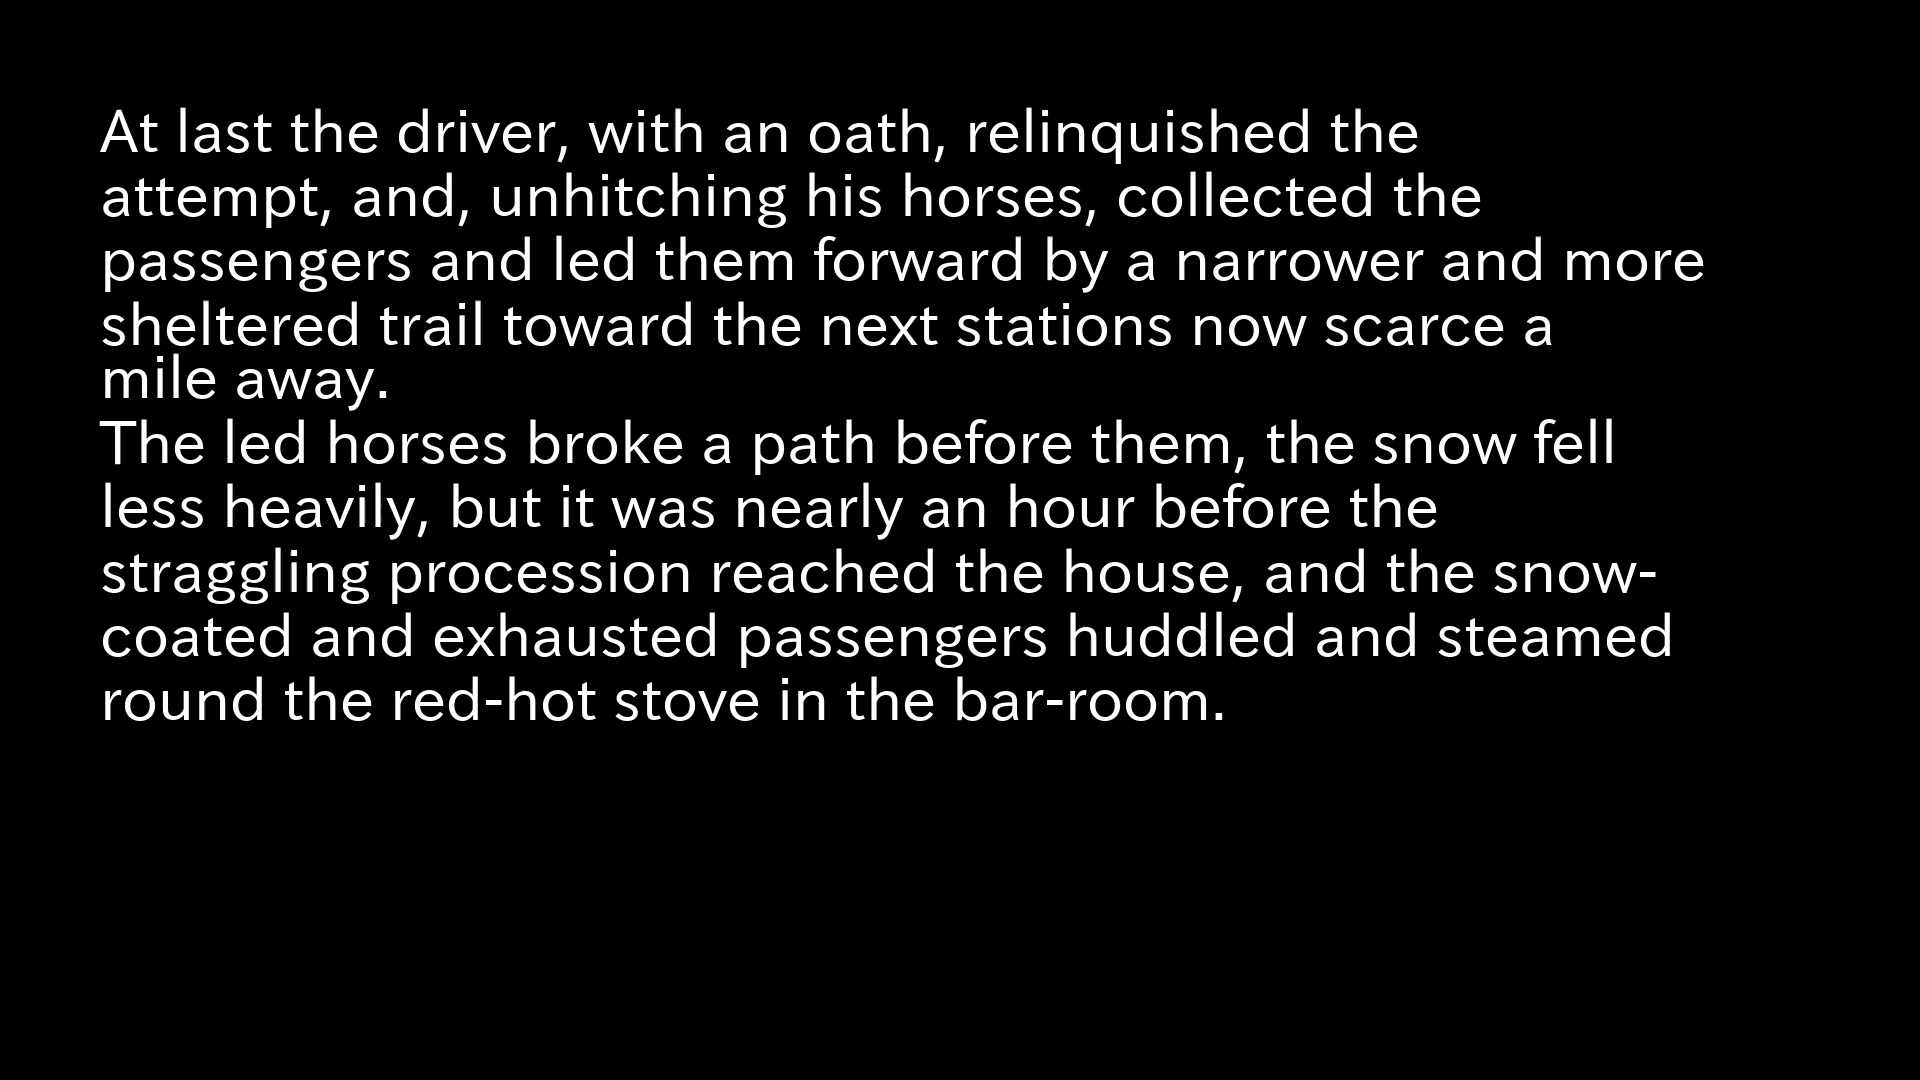 At last the driver, with an oath, relinquished the
attempt, and, unhitching his horses, collected the
passengers and led them forward by a narrower and more
sheltered trail toward the next stations now scarce a
mile away.
The led horses broke a path before them, the snow fell
less heavily, but it was nearly an hour before the
straggling procession reached the house, and the snow-
coated and exhausted passengers huddled and steamed
round the red-hot stove in the bar-room.